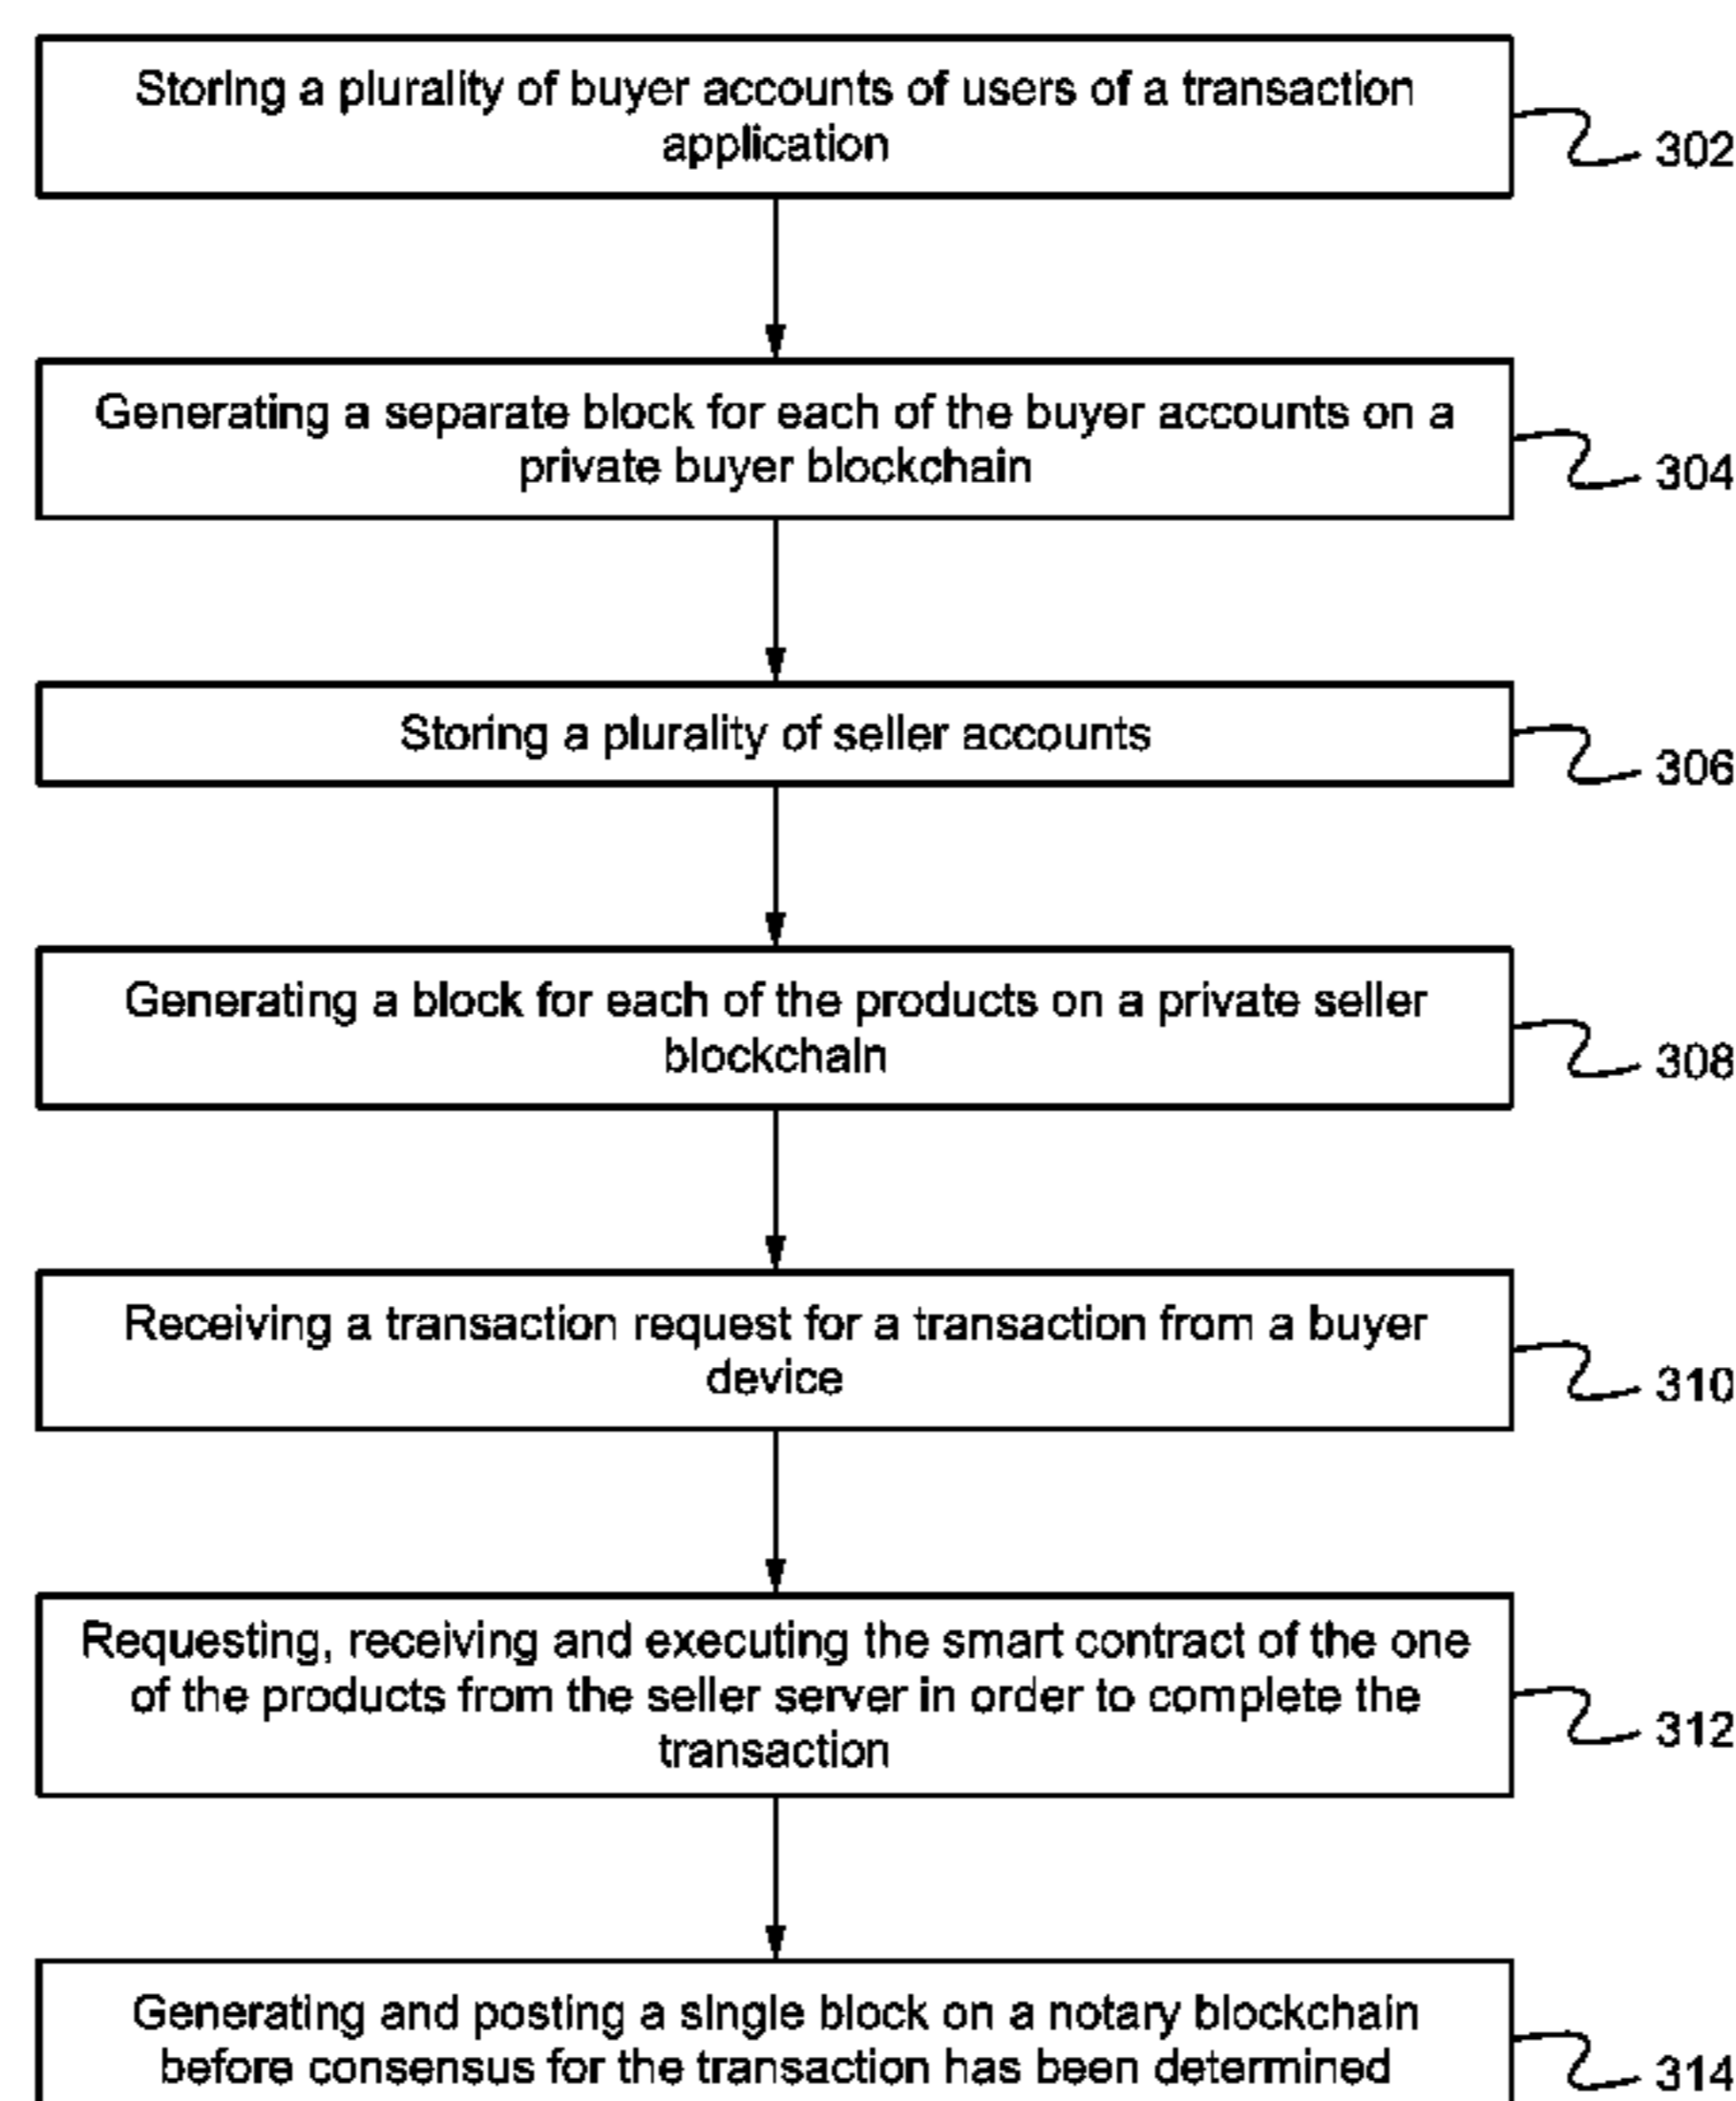 Storing a plurality of buyer accounts of users of a transaction
application
302
Generating a separate block for each of the buyer accounts on a
private buyer blockchain
304
Storing a plurality of seller accounts
306
Generating a block for each of the products on a private seller
blockchain
308
Receiving a transaction request for a transaction from a buyer
device
310
Requesting, receiving and executing the smart contract of the one
of the products from the seller server in order to complete the
transaction
312
Generating and posting a single block on a notary blockchain
before consensus for the transaction has been determined
314